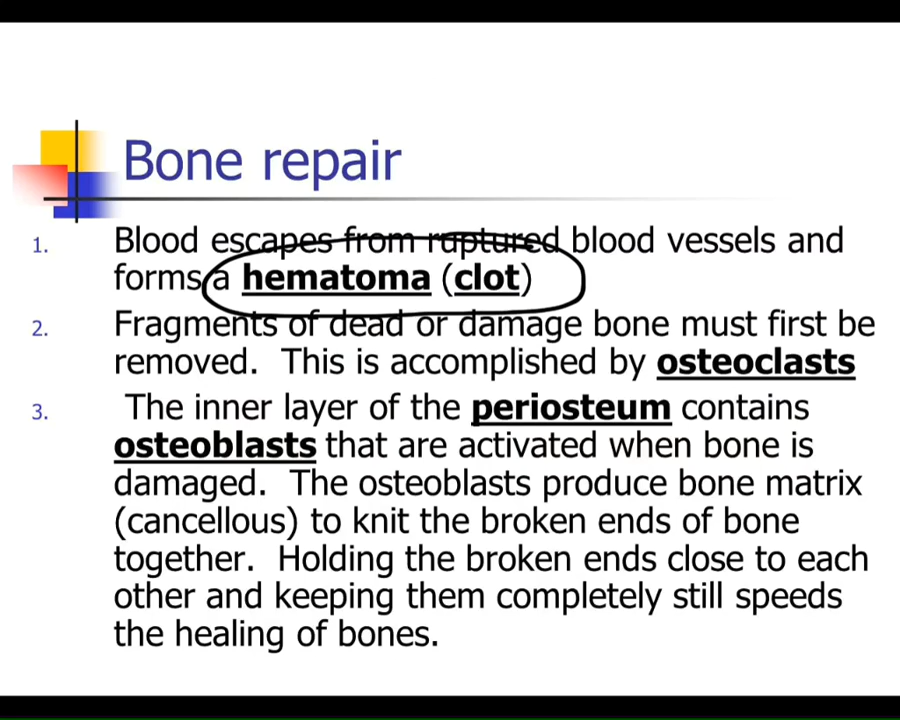 Bone repair
1. Blood escapes from ruptured blood vessels and
forms a hematoma (clot)
2. Fragments of dead or damage bone must first be
removed. This is accomplished by osteoclasts
3. The inner layer of the periosteum contains
osteoblasts that are activated when bone is
damaged. The osteoblasts produce bone matrix
(cancellous) to knit the broken ends of bone
together. Holding the broken ends close to each
other and keeping them completely still speeds
the healing of bones.